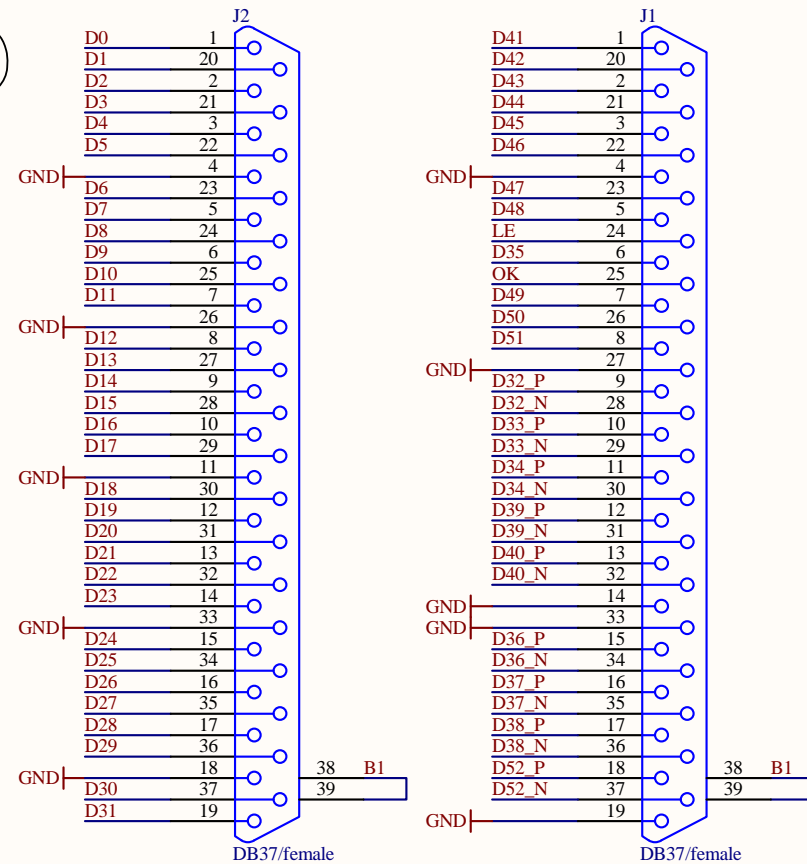 J2
D0 1
D1 20
D2 2
D3 21
D4 3
D5 22
GND 4
D6 23
D7 5
D8 24
D9 6
D10 25
D11 7
GND 26
D12 8
D13 27
D14 9
D15 28
D16 10
D17 29
GND 11
D18 30
D19 12
D20 31
D21 13
D22 32
D23 14
GND 33
D24 15
D25 34
D26 16
D27 35
D28 17
D29 36
GND 18 38 B1
D30 37 39
D31 19
DB37/female
J1
D41 1
D42 20
D43 2
D44 21
D45 3
D46 22
GND 4
D47 23
D48 5
LE 24
D35 6
OK 25
D49 7
D50 26
D51 8
GND 27
D32_P 9
D32_N 28
D33_P 10
D33_N 29
D34_P 11
D34_N 30
D39_P 12
D39_N 31
D40_P 13
D40_N 32
GND 14
GND 33
D36_P 15
D36_N 34
D37_P 16
D37_N 35
D38_P 17
D38_N 36
D52_P 18 38 B1
D52_N 37 39
GND 19
DB37/female